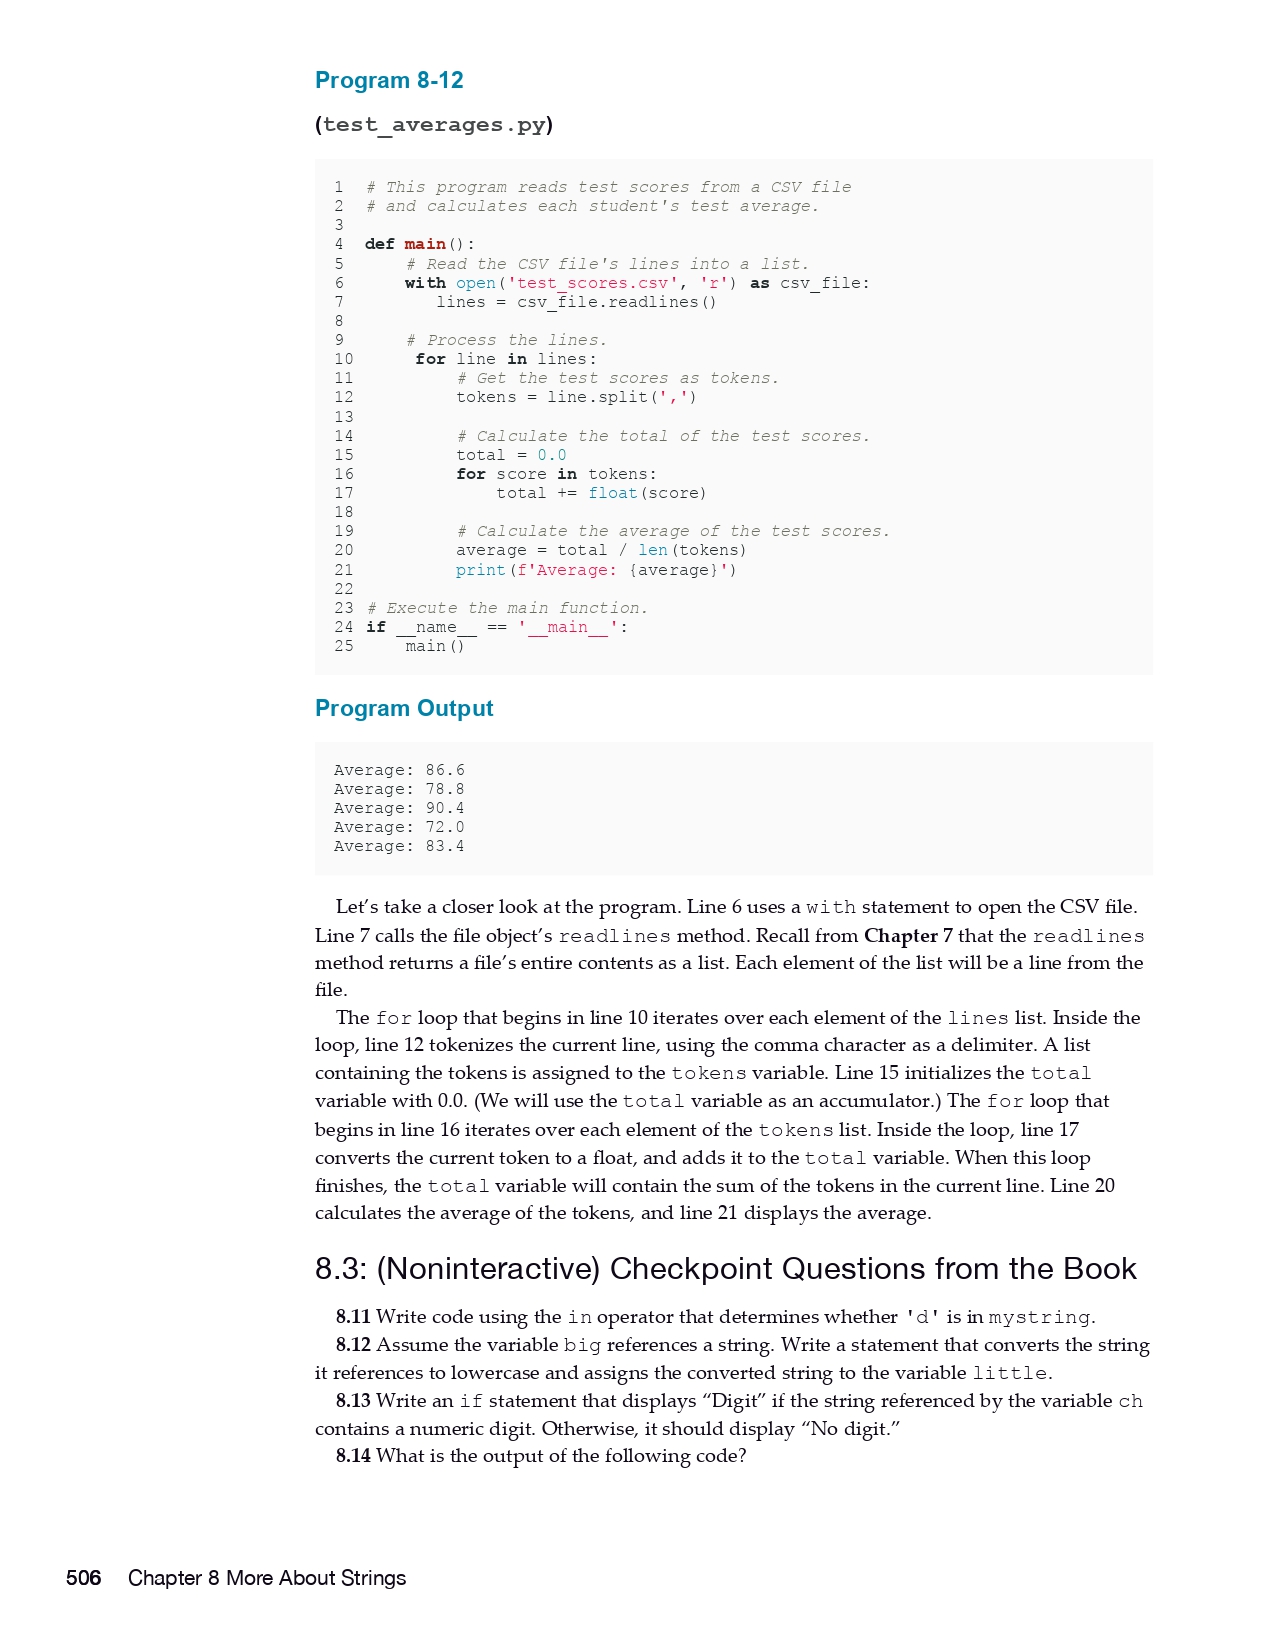 Program 8-12
(test_averages.py)
1 # This program reads test scores from a CSV file
2 # and calculates each student's test average.
3
4 def main():
5     # Read the CSV file's lines into a list.
6     with open('test_scores.csv', 'r') as csv_file:
7        lines = csv_file.readlines()
8
9     # Process the lines.
10     for line in lines:
11         # Get the test scores as tokens.
12         tokens = line.split(',')
13
14         # Calculate the total of the test scores.
15         total = 0.0
16         for score in tokens:
17             total += float(score)
18
19         # Calculate the average of the test scores.
20         average = total / len(tokens)
21         print(f'Average: {average}')
22
23 # Execute the main function.
24 if __name__ == '__main__':
25     main()
Program Output
Average: 86.6
Average: 78.8
Average: 90.4
Average: 72.0
Average: 83.4
Let’s take a closer look at the program. Line 6 uses a with statement to open the CSV file.
Line 7 calls the file object’s readlines method. Recall from Chapter 7 that the readlines
method returns a file’s entire contents as a list. Each element of the list will be a line from the
file.
The for loop that begins in line 10 iterates over each element of the lines list. Inside the
loop, line 12 tokenizes the current line, using the comma character as a delimiter. A list
containing the tokens is assigned to the tokens variable. Line 15 initializes the total
variable with 0.0. (We will use the total variable as an accumulator.) The for loop that
begins in line 16 iterates over each element of the tokens list. Inside the loop, line 17
converts the current token to a float, and adds it to the total variable. When this loop
finishes, the total variable will contain the sum of the tokens in the current line. Line 20
calculates the average of the tokens, and line 21 displays the average.
8.3: (Noninteractive) Checkpoint Questions from the Book
8.11 Write code using the in operator that determines whether 'd' is in mystring.
8.12 Assume the variable big references a string. Write a statement that converts the string
it references to lowercase and assigns the converted string to the variable little.
8.13 Write an if statement that displays “Digit” if the string referenced by the variable ch
contains a numeric digit. Otherwise, it should display “No digit.”
8.14 What is the output of the following code?
506 Chapter 8 More About Strings